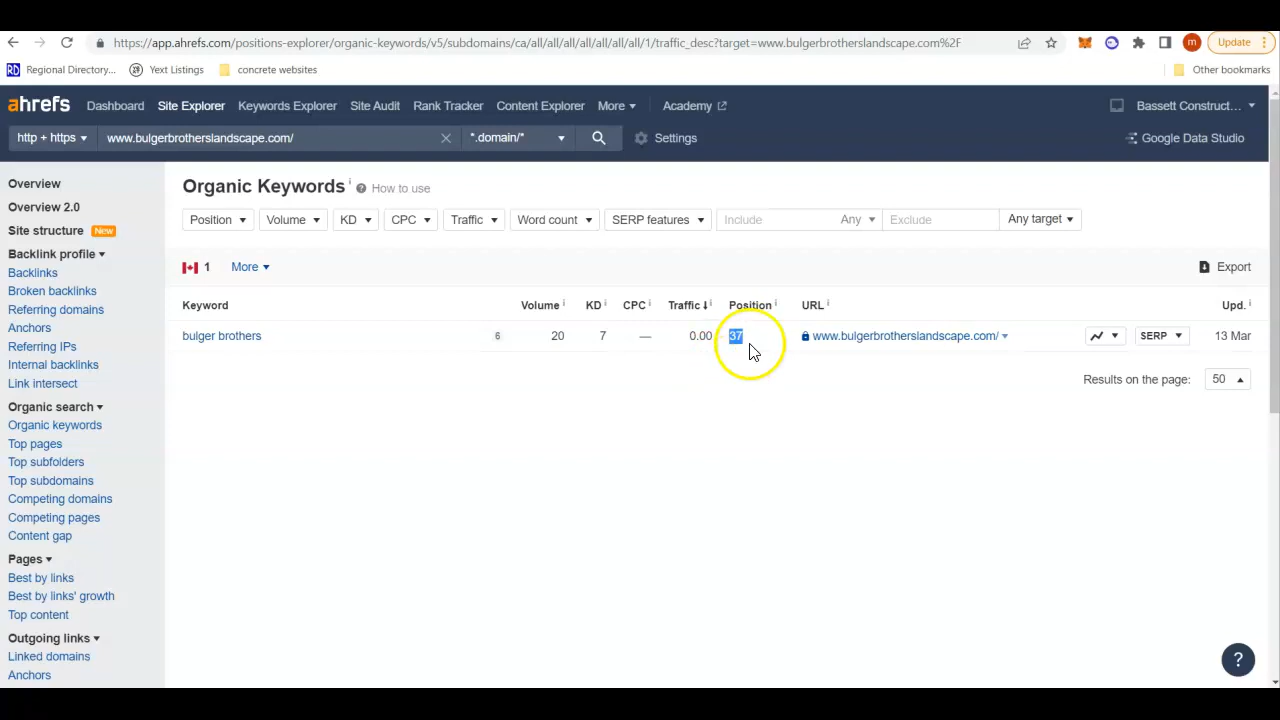 https://app.ahrefs.com/positions-explorer/organic-keywords/v5/subdomains/ca/all/all/all/all/all/all/all/1/traffic_desc?target=www.bulgerbrotherslandscape.com%2F
m
Update
RD Regional Directory...
Yext Listings
concrete websites
Other bookmarks
ahrefs
Dashboard
Site Explorer
Keywords Explorer
Site Audit
Rank Tracker
Content Explorer
More
Academy
Bassett Construct...
http + https
www.bulgerbrotherslandscape.com/
*.domain/*
Settings
Google Data Studio
Overview
Overview 2.0
Site structure New
Backlink profile
Backlinks
Broken backlinks
Referring domains
Anchors
Referring IPs
Internal backlinks
Link intersect
Organic search
Organic keywords
Top pages
Top subfolders
Top subdomains
Competing domains
Competing pages
Content gap
Pages
Best by links
Best by links' growth
Top content
Outgoing links
Linked domains
Anchors
Organic Keywords i ? How to use
Position
Volume
KD
CPC
Traffic
Word count
SERP features
Include
Any
Exclude
Any target
1 More
Export
Keyword Volume i KD i CPC i Traffic i Position i URL i Upd. i
bulger brothers 6 20 7 — 0.00 37 www.bulgerbrotherslandscape.com/ SERP 13 Mar
Results on the page: 50
?